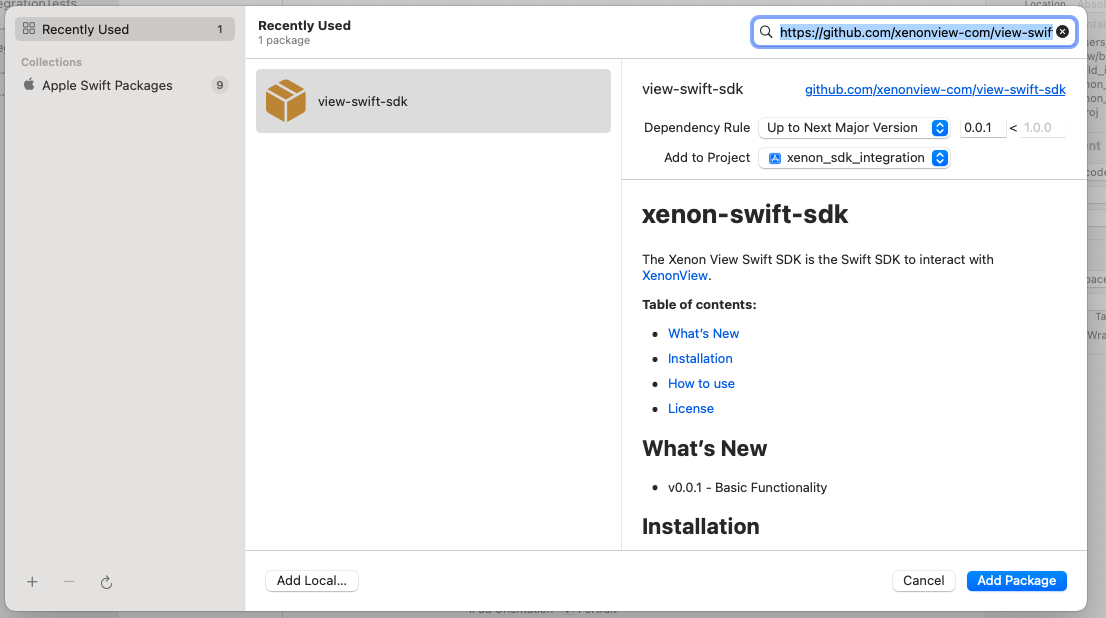 Recently Used 1
Collections
Apple Swift Packages 9
Recently Used
1 package
https://github.com/xenonview-com/view-swif
view-swift-sdk
view-swift-sdk github.com/xenonview-com/view-swift-sdk
Dependency Rule Up to Next Major Version 0.0.1 < 1.0.0
Add to Project xenon_sdk_integration
xenon-swift-sdk
The Xenon View Swift SDK is the Swift SDK to interact with
XenonView.
Table of contents:
• What's New
• Installation
• How to use
• License
What's New
• v0.0.1 - Basic Functionality
Installation
Add Local...
Cancel
Add Package